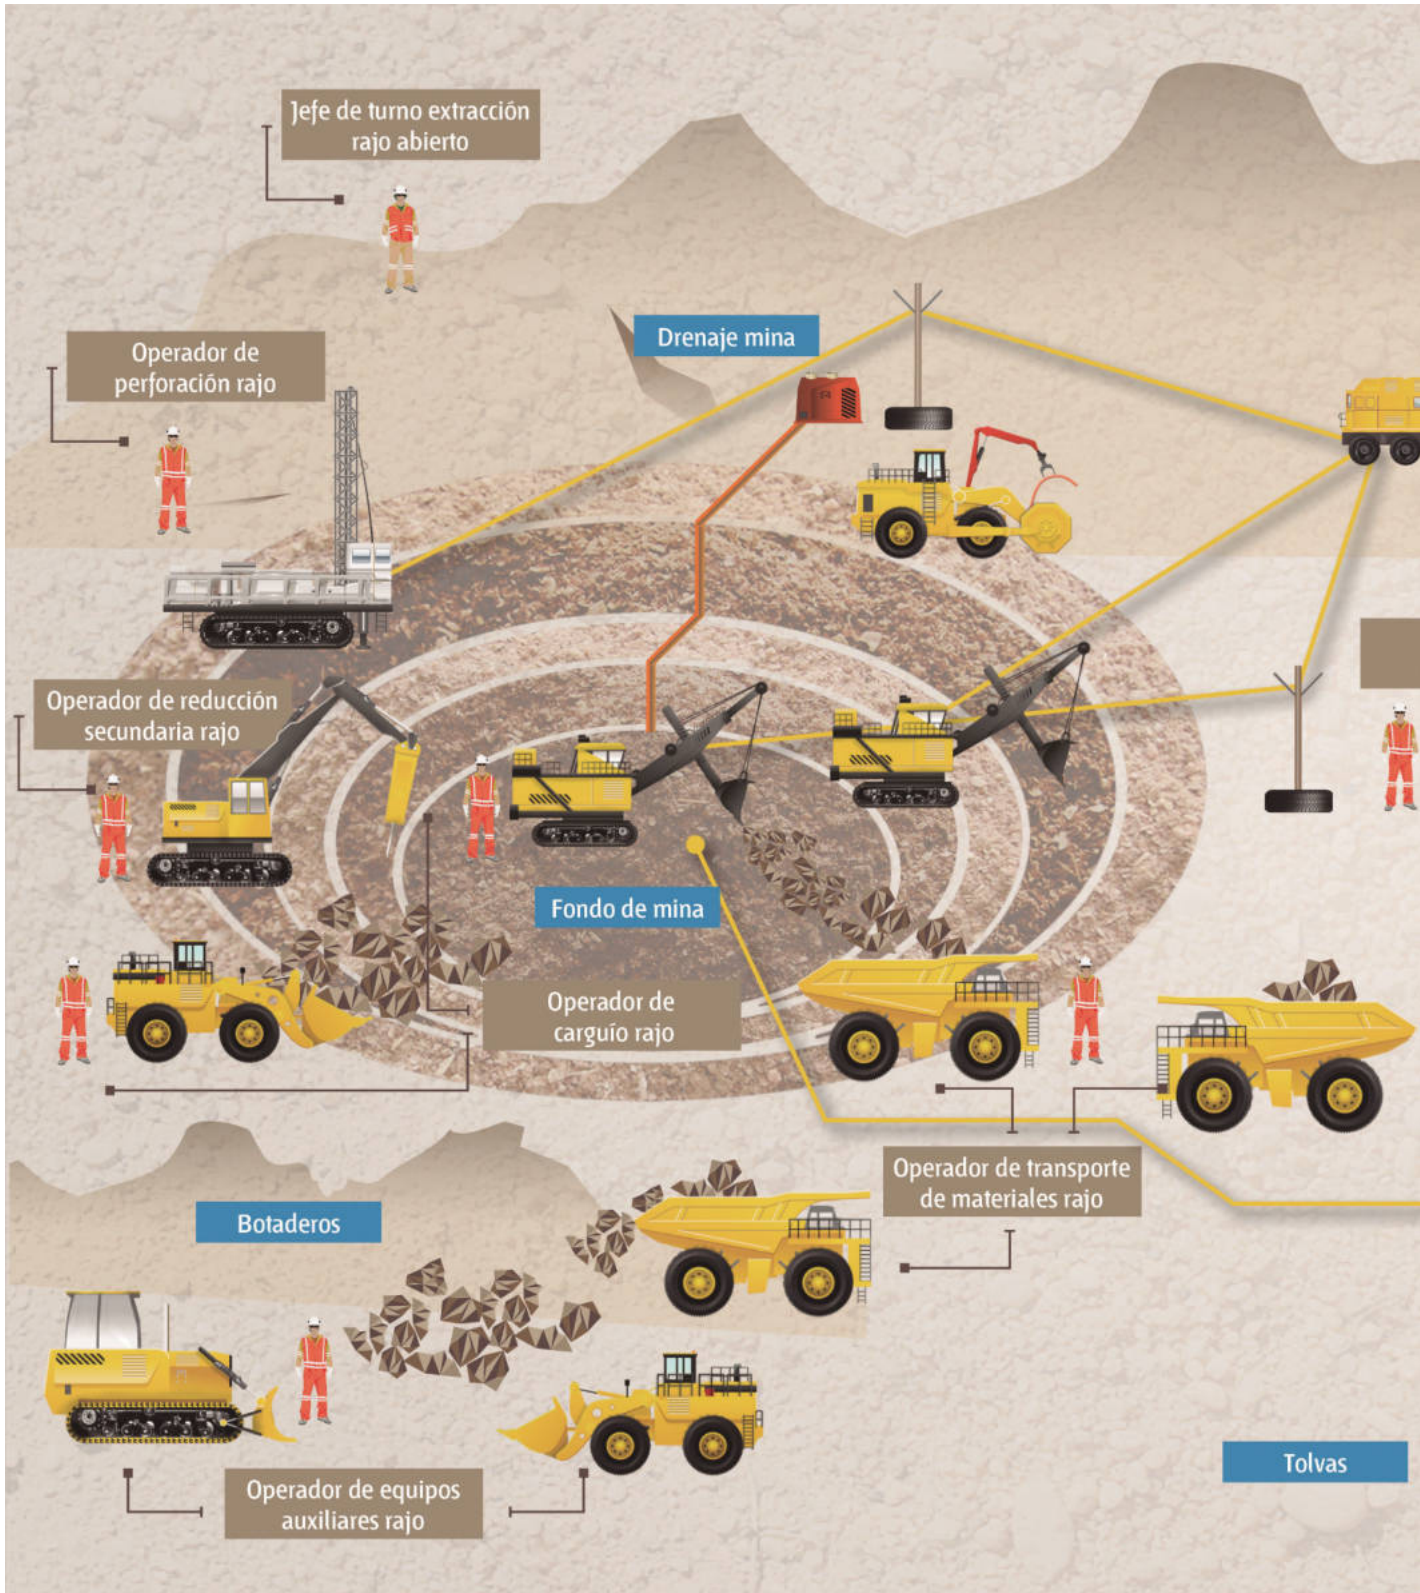 Jefe de turno extracción
rajo abierto
Drenaje mina
Operador de
perforación rajo
Operador de reducción
secundaria rajo
Fondo de mina
Operador de
carguío rajo
Operador de transporte
de materiales rajo
Botaderos
Tolvas
Operador de equipos
auxiliares rajo